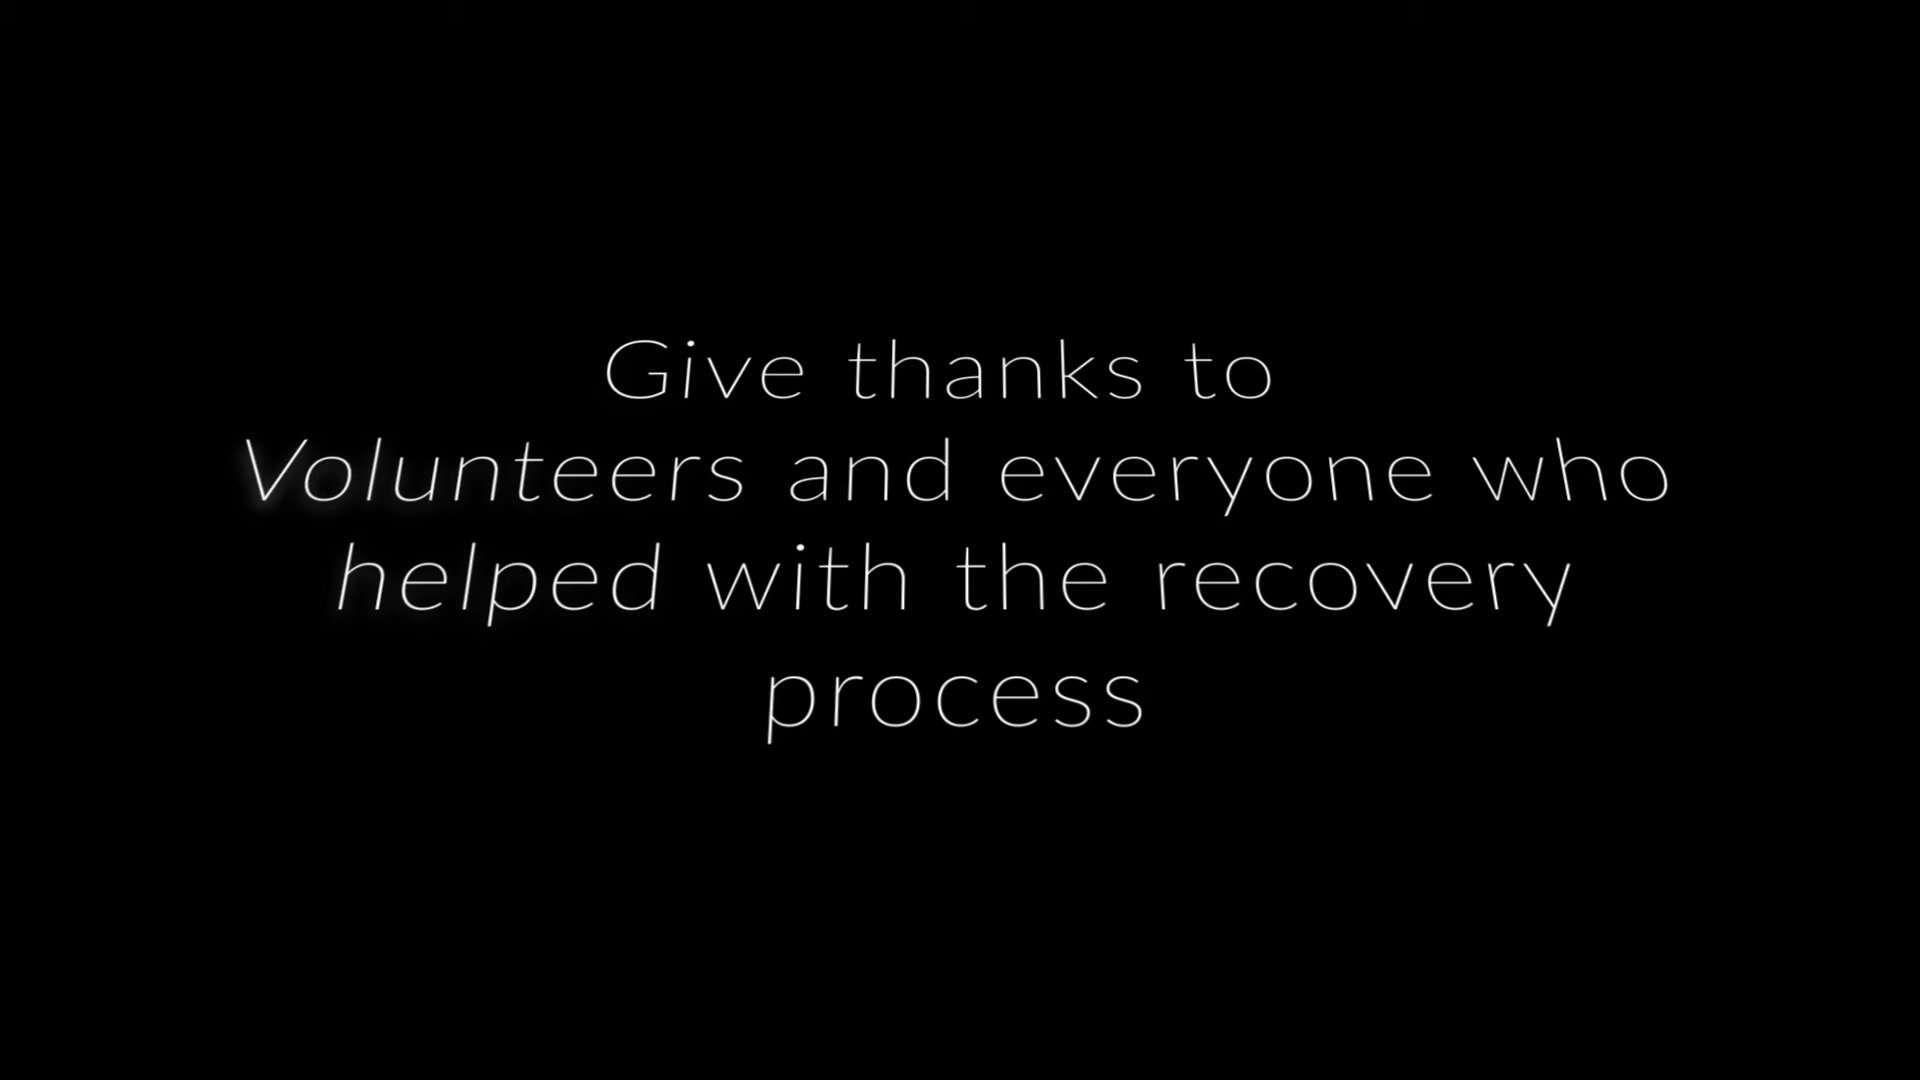 Give thanks to
Volunteers and everyone who
helped with the recovery
process